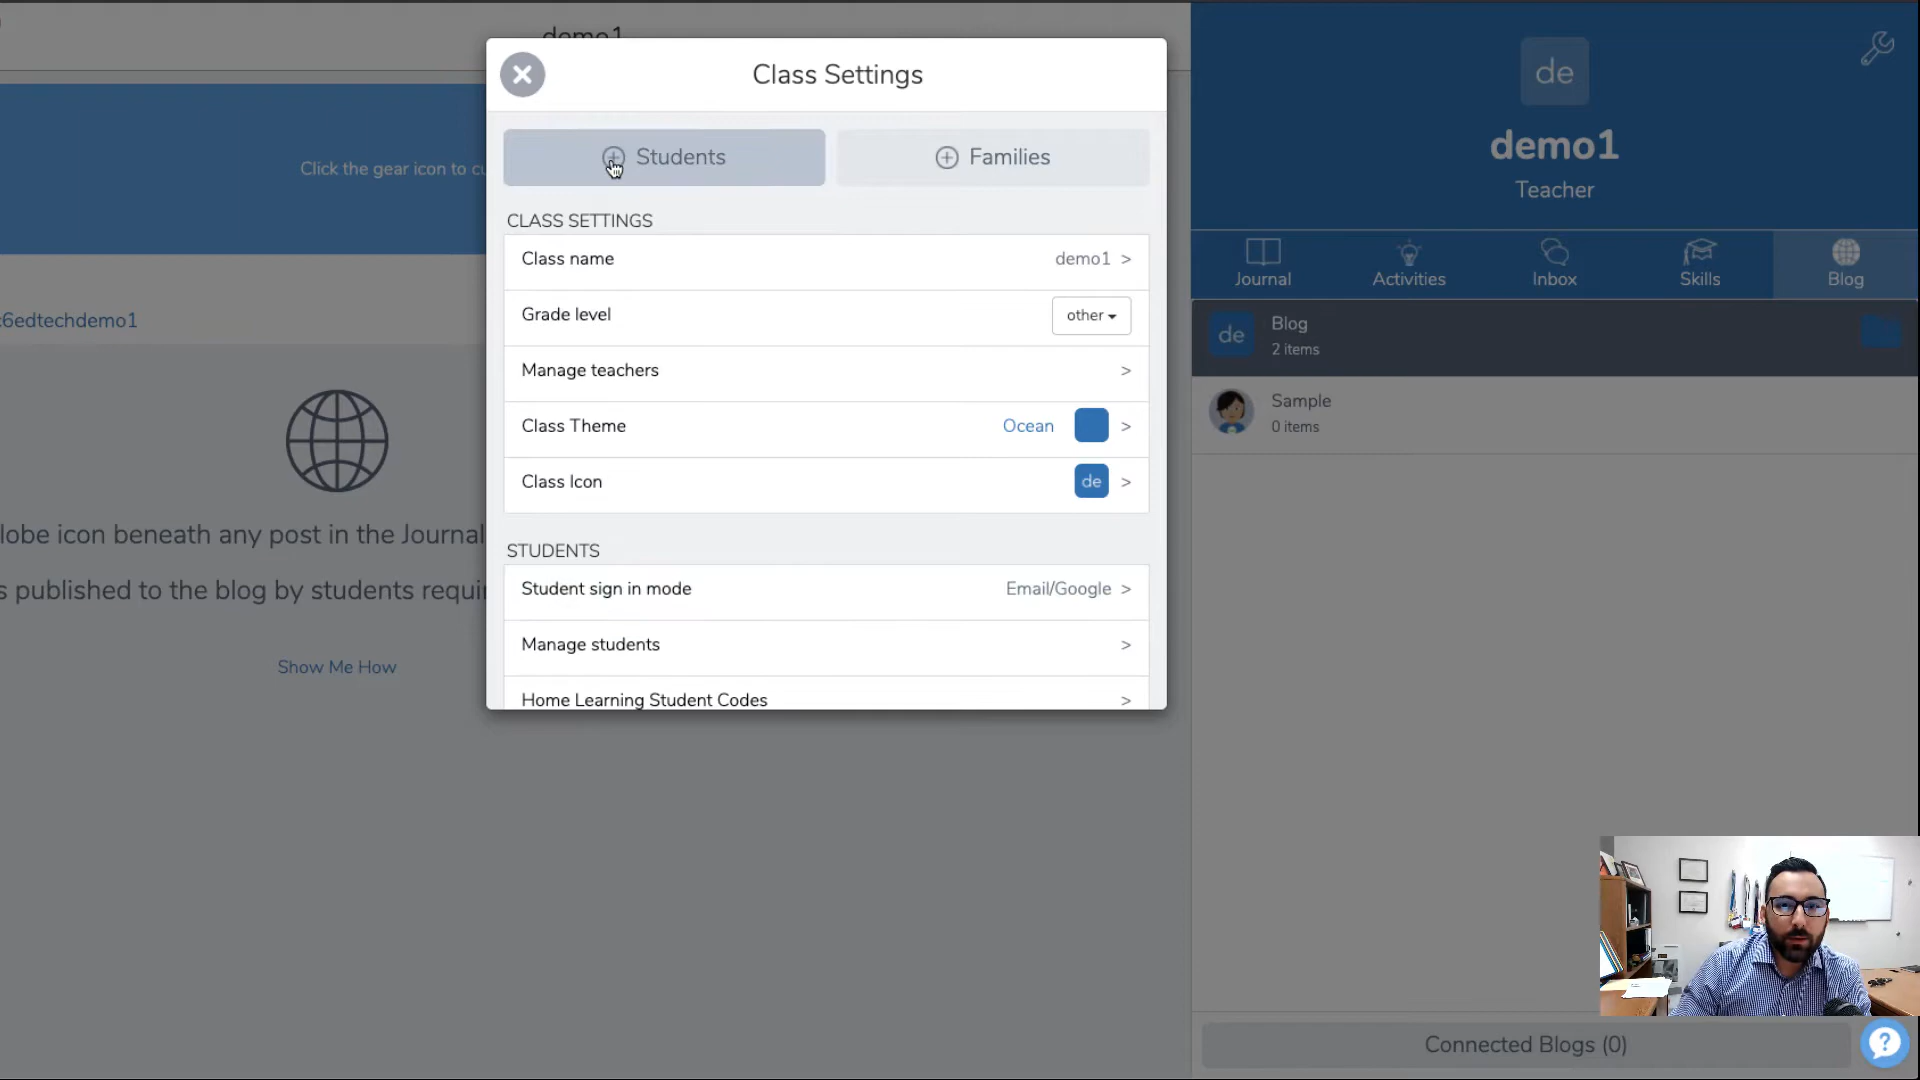 demo1
Class Settings
Students
Families
CLASS SETTINGS
Class name
demo1 >
Grade level
other
Manage teachers
>
Class Theme
Ocean
>
Class Icon
de
>
STUDENTS
Student sign in mode
Email/Google >
Manage students
>
Home Learning Student Codes
>
Click the gear icon to cu
c6edtechdemo1
lobe icon beneath any post in the Journal
s published to the blog by students requi
Show Me How
de
demo1
Teacher
Journal
Activities
Inbox
Skills
Blog
de
Blog
2 items
Sample
0 items
Connected Blogs (0)
?